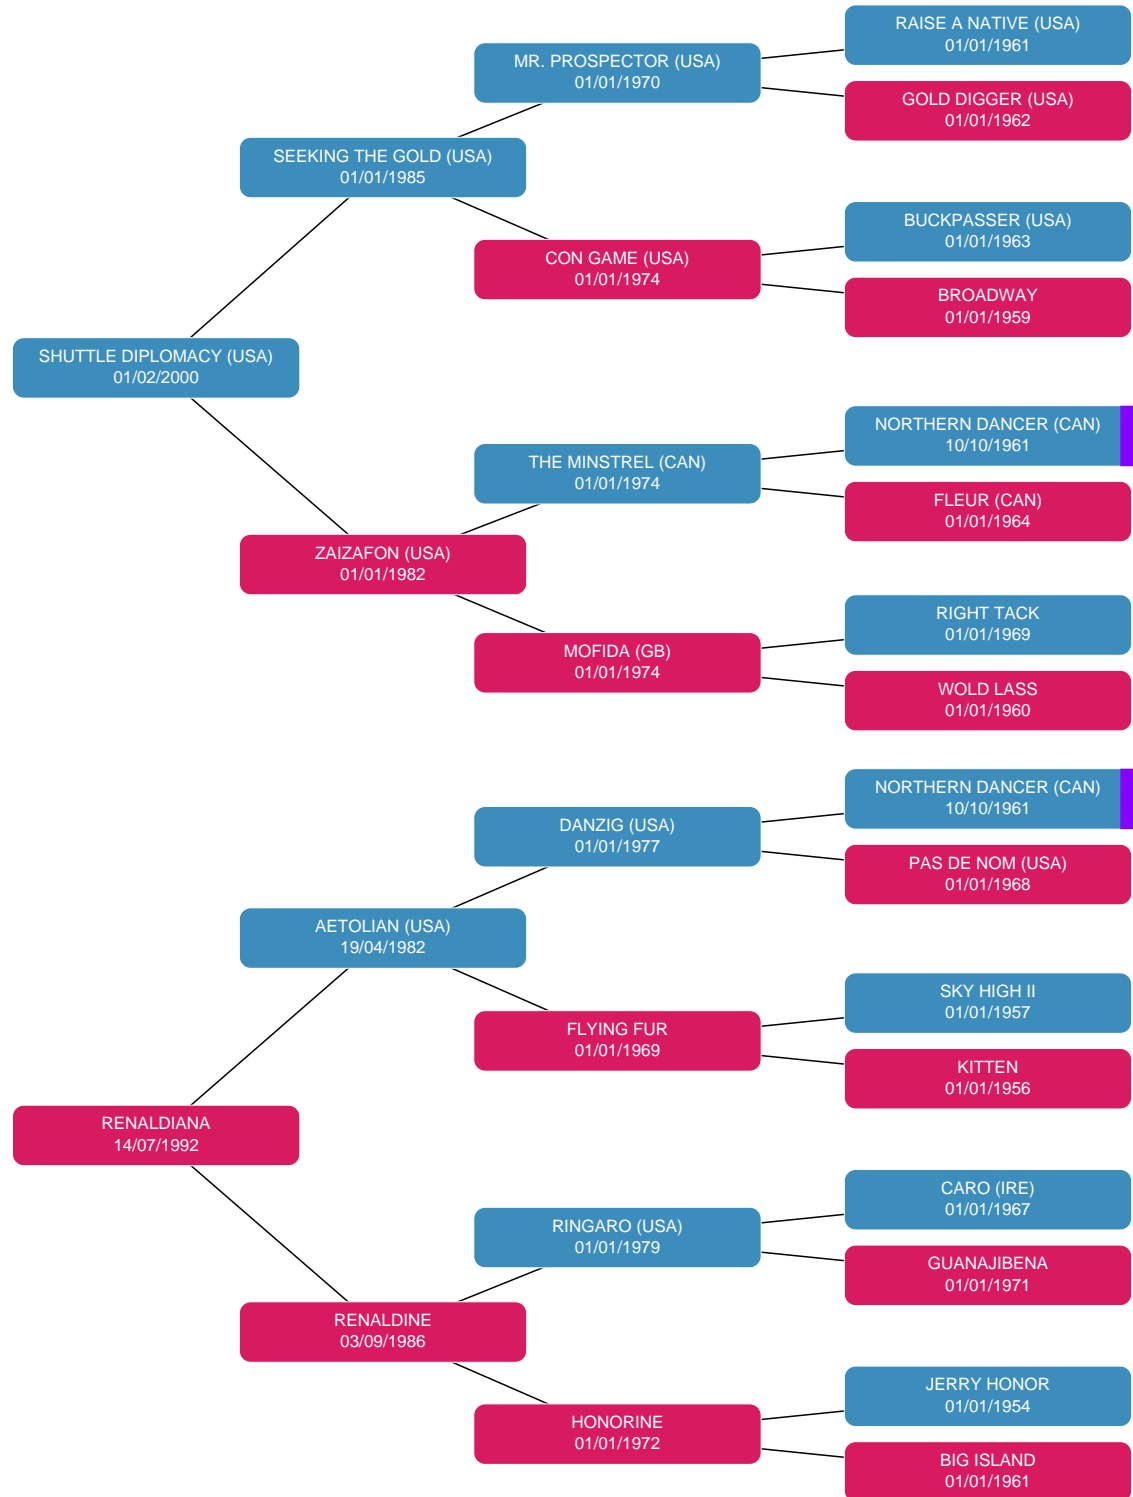 RAISE A NATIVE (USA)
01/01/1961
MR. PROSPECTOR (USA)
01/01/1970
GOLD DIGGER (USA)
01/01/1962
SEEKING THE GOLD (USA)
01/01/1985
BUCKPASSER (USA)
01/01/1963
CON GAME (USA)
01/01/1974
BROADWAY
01/01/1959
SHUTTLE DIPLOMACY (USA)
01/02/2000
NORTHERN DANCER (CAN)
10/10/1961
THE MINSTREL (CAN)
01/01/1974
FLEUR (CAN)
01/01/1964
ZAIZAFON (USA)
01/01/1982
RIGHT TACK
01/01/1969
MOFIDA (GB)
01/01/1974
WOLD LASS
01/01/1960
NORTHERN DANCER (CAN)
10/10/1961
DANZIG (USA)
01/01/1977
PAS DE NOM (USA)
01/01/1968
AETOLIAN (USA)
19/04/1982
SKY HIGH II
01/01/1957
FLYING FUR
01/01/1969
KITTEN
01/01/1956
RENALDIANA
14/07/1992
CARO (IRE)
01/01/1967
RINGARO (USA)
01/01/1979
GUANAJIBENA
01/01/1971
RENALDINE
03/09/1986
JERRY HONOR
01/01/1954
HONORINE
01/01/1972
BIG ISLAND
01/01/1961